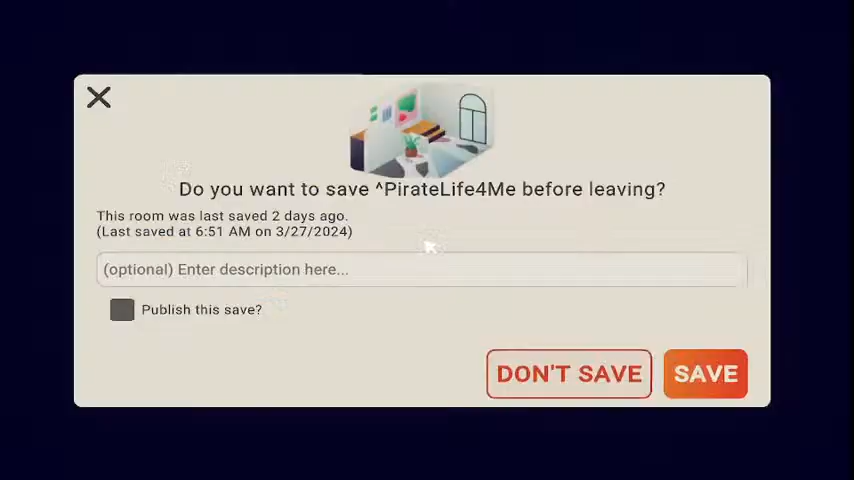 Do you want to save ^PirateLife4Me before leaving?
This room was last saved 2 days ago.
(Last saved at 6:51 AM on 3/27/2024)
(optional) Enter description here...
Publish this save?
DON'T SAVE
SAVE